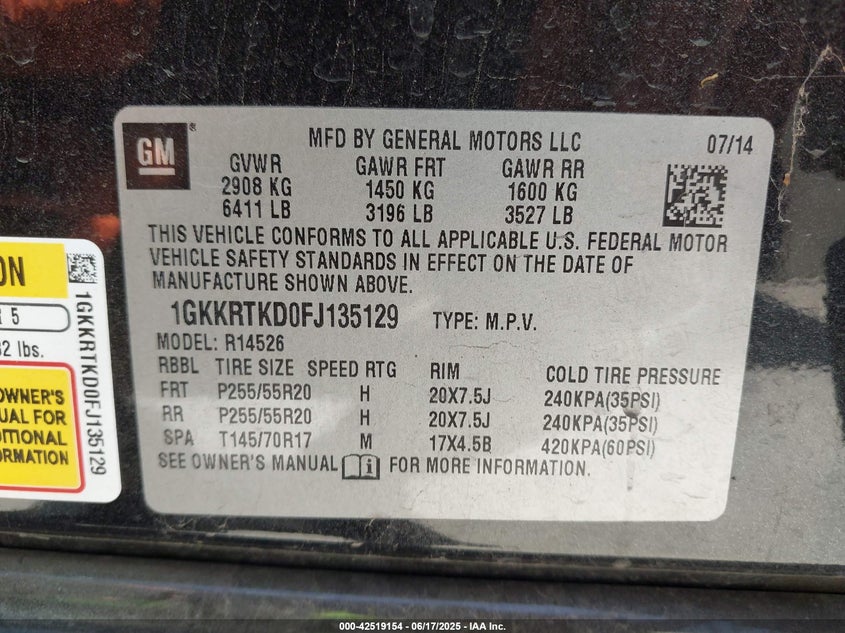 GM
MFD BY GENERAL MOTORS LLC 07/14
GVWR GAWR FRT GAWR RR
2908 KG 1450 KG 1600 KG
6411 LB 3196 LB 3527 LB
THIS VEHICLE CONFORMS TO ALL APPLICABLE U.S. FEDERAL MOTOR
VEHICLE SAFETY STANDARDS IN EFFECT ON THE DATE OF
MANUFACTURE SHOWN ABOVE.
1GKKRTKD0FJ135129 TYPE: M.P.V.
MODEL: R14526
RBBL TIRE SIZE SPEED RTG RIM COLD TIRE PRESSURE
FRT P255/55R20 H 20X7.5J 240KPA(35PSI)
RR P255/55R20 H 20X7.5J 240KPA(35PSI)
SPA T145/70R17 M 17X4.5B 420KPA(60PSI)
SEE OWNER'S MANUAL FOR MORE INFORMATION.
ON
R 5
32 lbs.
OWNER'S
UAL FOR
DITIONAL
ORMATION
1GKKRTKD0FJ135129
000-42519154 - 06/17/2025 - IAA Inc.